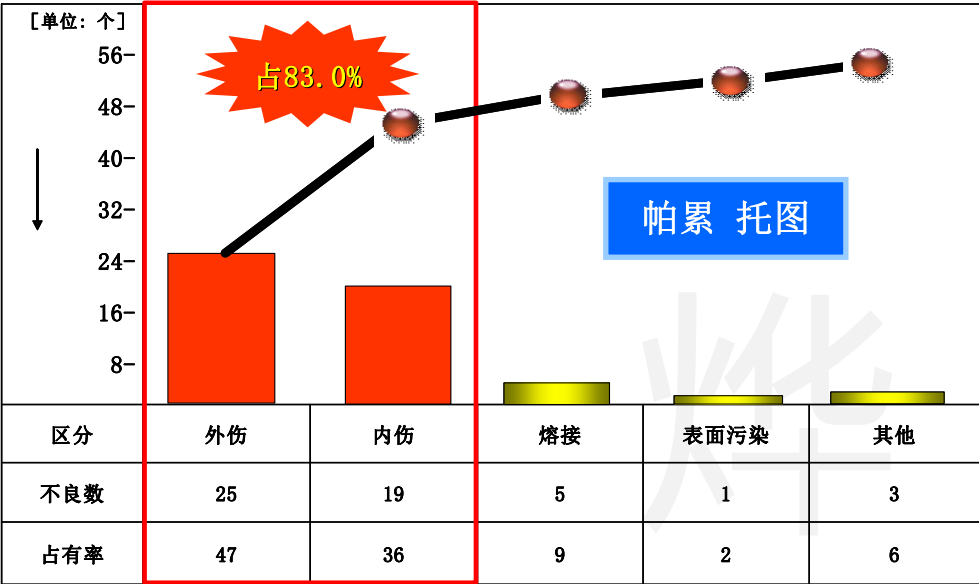 [单位: 个]
56
48
40
32
24
16
8
占83.0%
帕累 托图
烨
区分 外伤 内伤 熔接 表面污染 其他
不良数 25 19 5 1 3
占有率 47 36 9 2 6